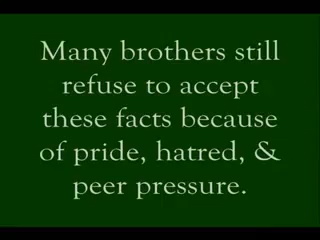 Many brothers still
refuse to accept
these facts because
of pride, hatred, &
peer pressure.